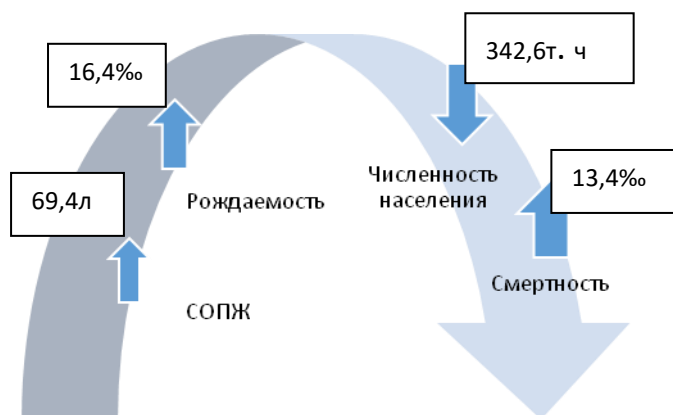 16,4‰
342,6т. ч
69,4л
Рождаемость
Численность
населения
13,4‰
СОПЖ
Смертность